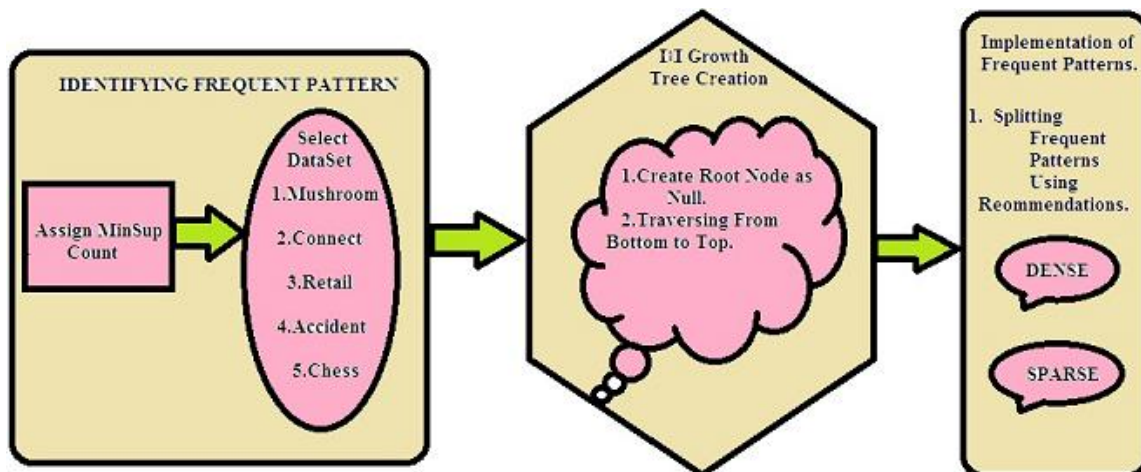 IDENTIFYING FREQUENT PATTERN
Assign MinSup
Count
Select
DataSet
1.Mushroom
2.Connect
3.Retail
4.Accident
5.Chess
Growth
Tree Creation
1.Create Root Node as
Null.
2.Traversing From
Bottom to Top.
Implementation of
Frequent Patterns.
1. Splitting
Frequent
Patterns
Using
Reommendations.
DENSE
SPARSE